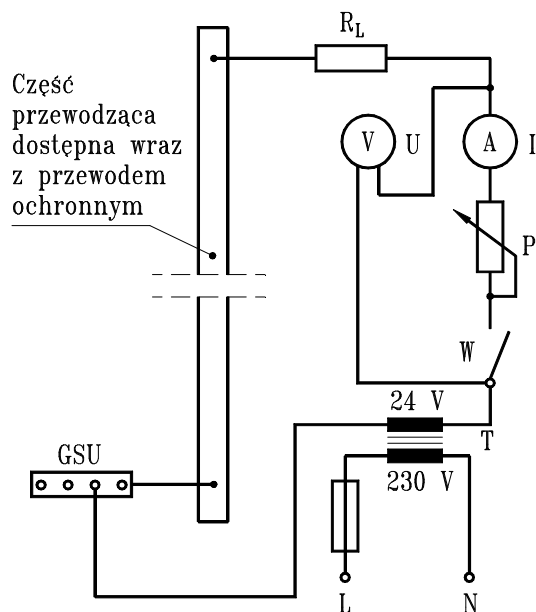 R_L
Część
przewodząca
dostępna wraz
z przewodem
ochronnym
V
U
A
I
P
W
24 V
T
GSU
230 V
L
N